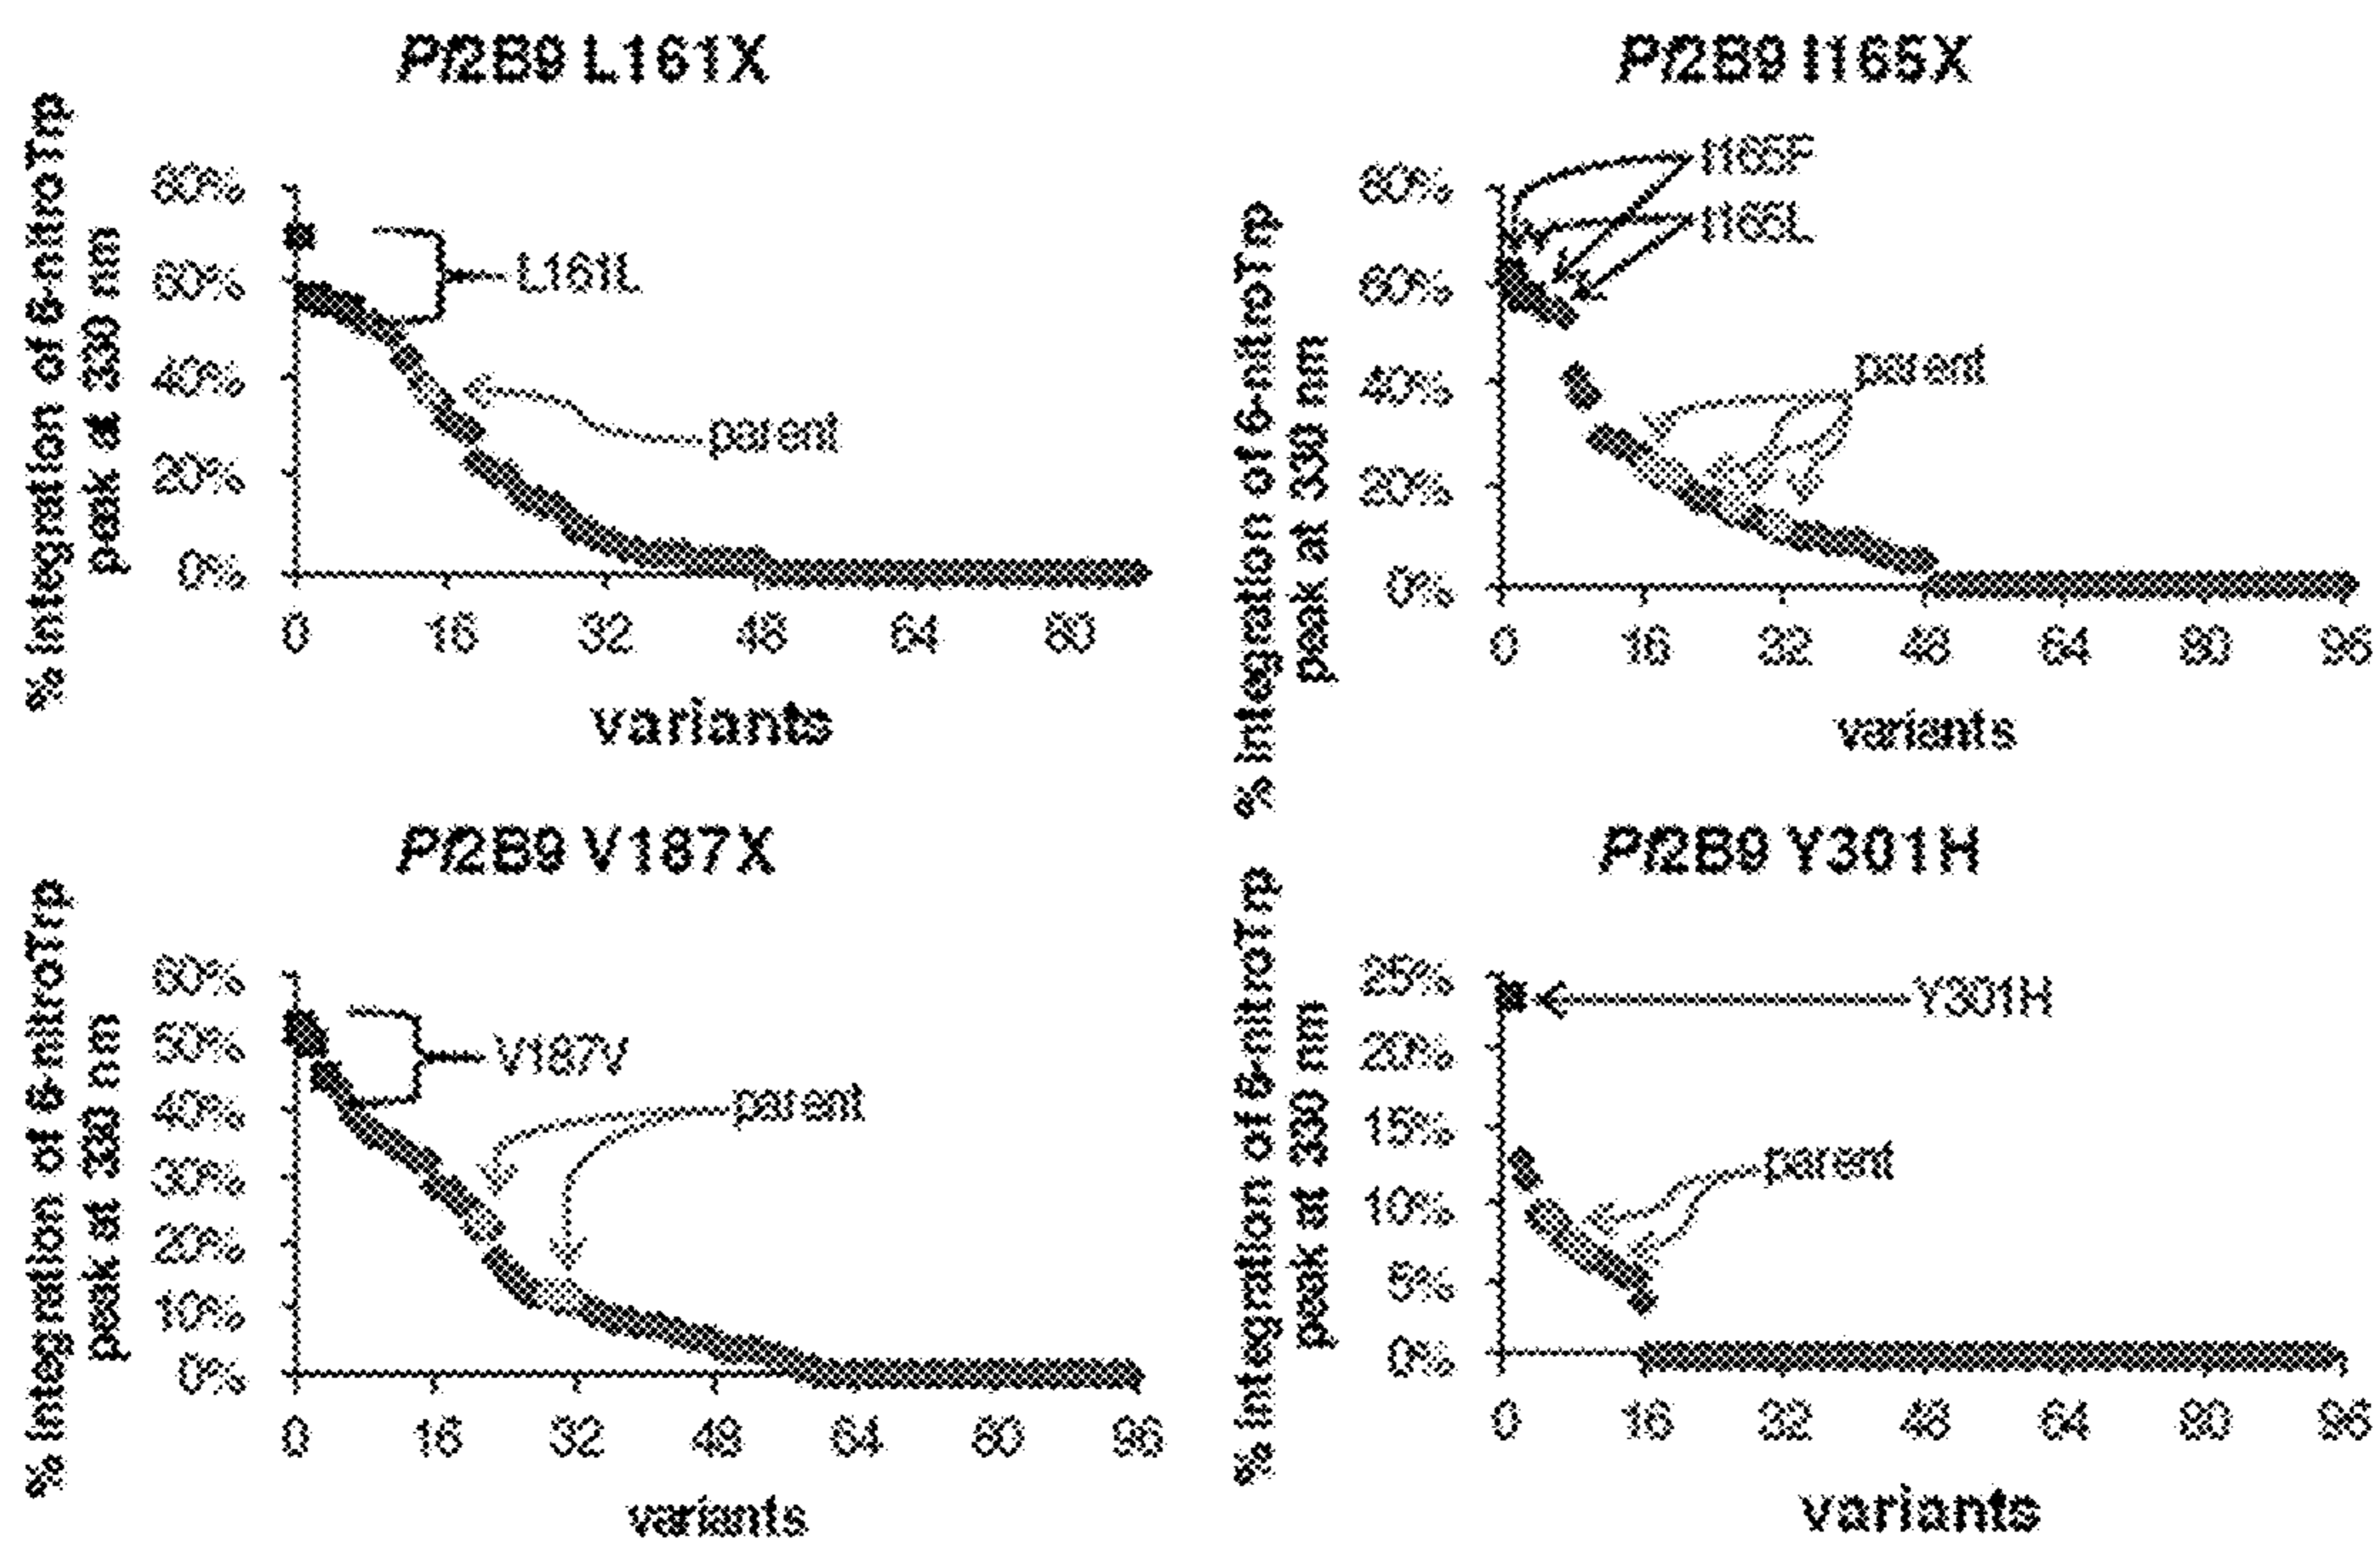 Pf2B9 L161X
% integration of 6-nitroTrp
peak at 330 nm
80%
60%
40%
20%
0%
L161L
parent
0 16 32 48 64 80
variants
Pf2B9 I165X
% integration of 6-nitroTrp
peak at 330 nm
80%
60%
40%
20%
0%
I165F
I165L
parent
0 16 32 48 64 80 96
variants
Pf2B9 V187X
% integration of 6-nitroTrp
peak at 330 nm
60%
50%
40%
30%
20%
10%
0%
V187V
parent
0 16 32 48 64 80 96
variants
Pf2B9 Y301H
% integration of 6-nitroTrp
peak at 330 nm
25%
20%
15%
10%
5%
0%
Y301H
parent
0 16 32 48 64 80 96
variants